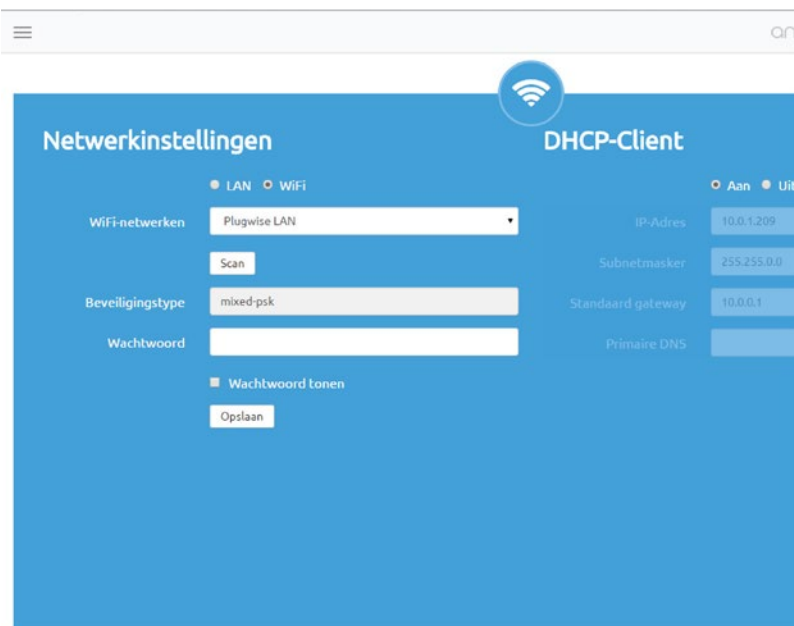 Netwerkinstellingen
LAN WiFi
WiFi-netwerken Plugwise LAN
Scan
Beveiligingstype mixed-psk
Wachtwoord
Wachtwoord tonen
Opslaan
DHCP-Client
Aan Uit
IP-Adres 10.0.1.209
Subnetmasker 255.255.0.0
Standaard gateway 10.0.0.1
Primaire DNS